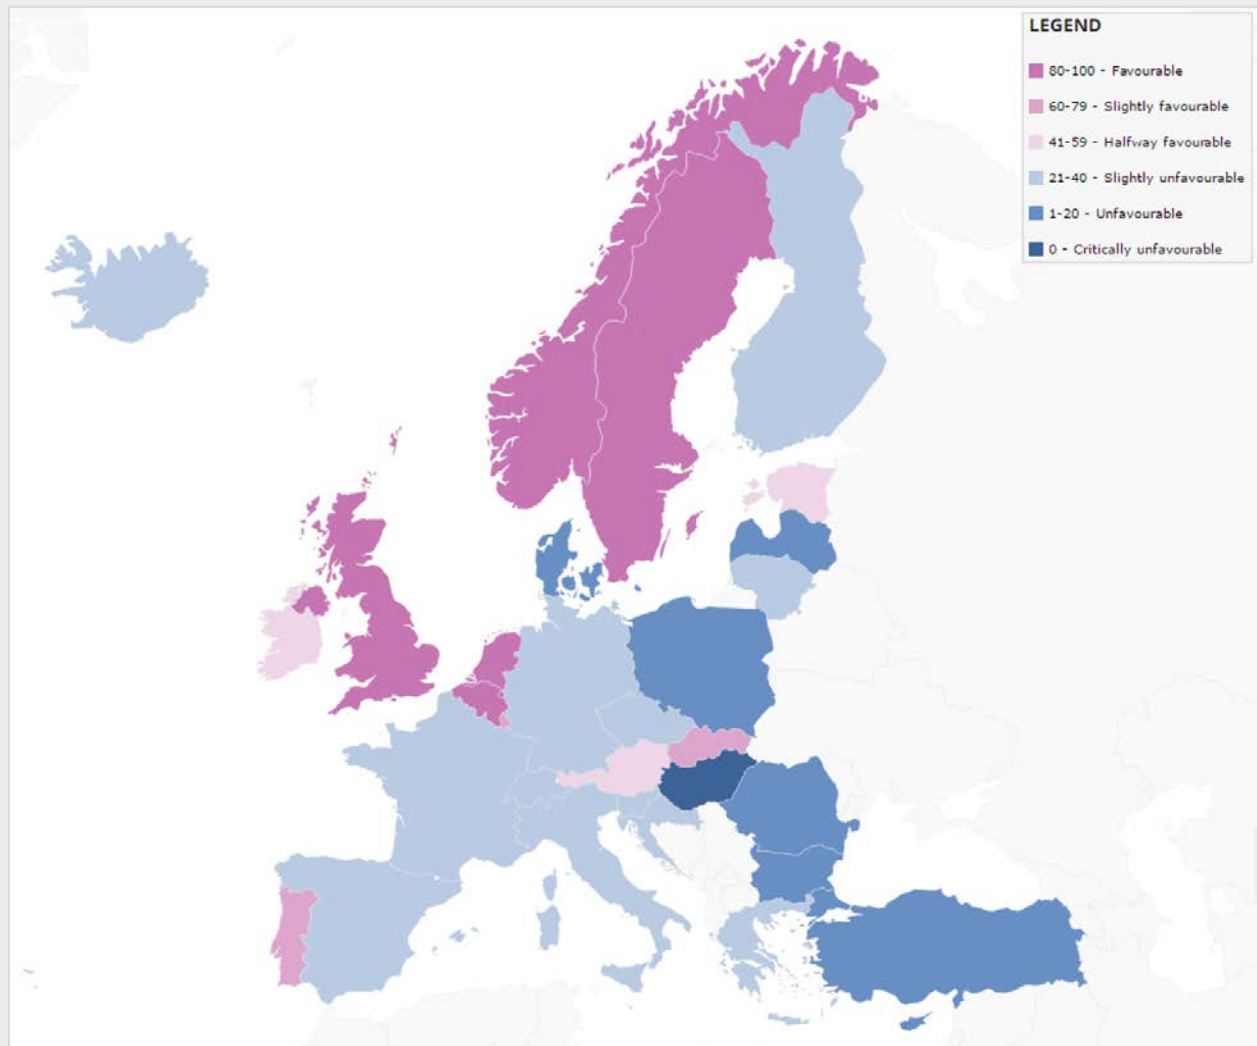 LEGEND
80-100 - Favourable
60-79 - Slightly favourable
41-59 - Halfway favourable
21-40 - Slightly unfavourable
1-20 - Unfavourable
0 - Critically unfavourable